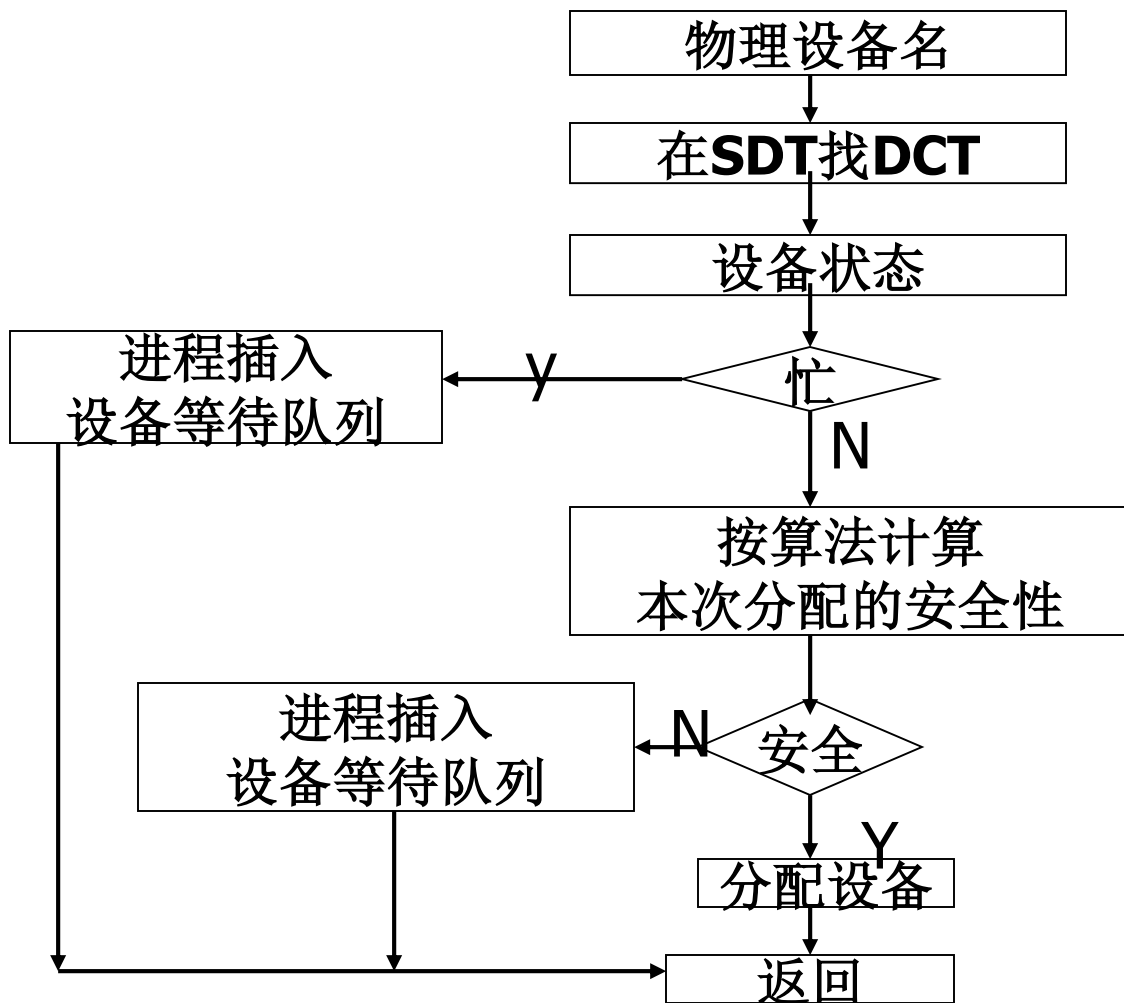 物理设备名
在SDT找DCT
设备状态
忙
y
进程插入
设备等待队列
N
按算法计算
本次分配的安全性
安全
N
进程插入
设备等待队列
Y
分配设备
返回